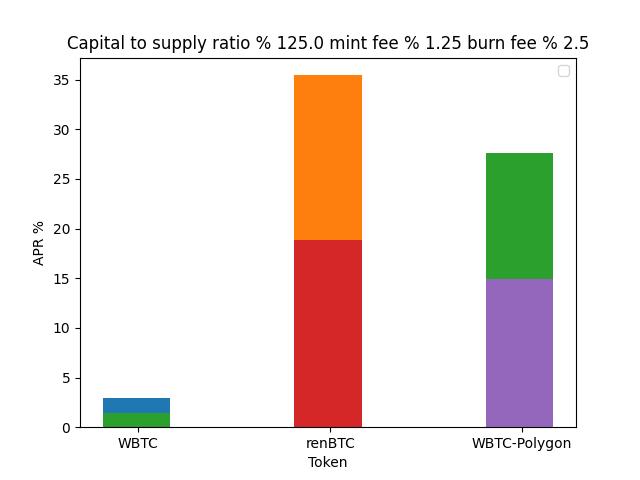 Capital to supply ratio % 125.0 mint fee % 1.25 burn fee % 2.5
35
30
25
20
15
10
5
0
APR %
WBTC renBTC WBTC-Polygon
Token